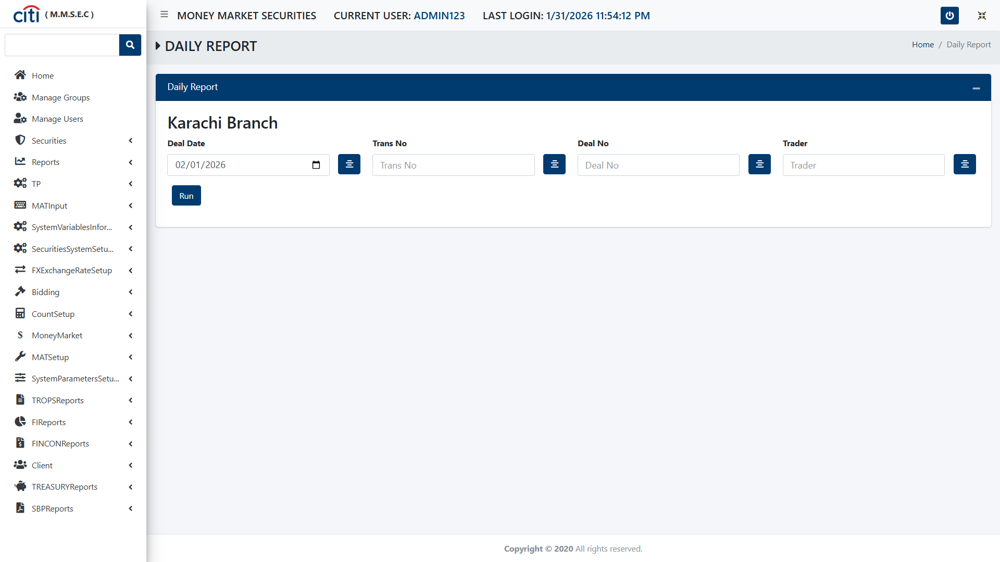 citi ( M.M.S.E.C )
MONEY MARKET SECURITIES CURRENT USER: ADMIN123 LAST LOGIN: 1/31/2026 11:54:12 PM
DAILY REPORT
Home / Daily Report
Home
Manage Groups
Manage Users
Securities
Reports
TP
MATInput
SystemVariablesInfor...
SecuritiesSystemSetu...
FXExchangeRateSetup
Bidding
CountSetup
MoneyMarket
MATSetup
SystemParametersSetu...
TROPSReports
FIReports
FINCONReports
Client
TREASURYReports
SBPReports
Daily Report
Karachi Branch
Deal Date Trans No Deal No Trader
02/01/2026 Trans No Deal No Trader
Run
Copyright © 2020 All rights reserved.